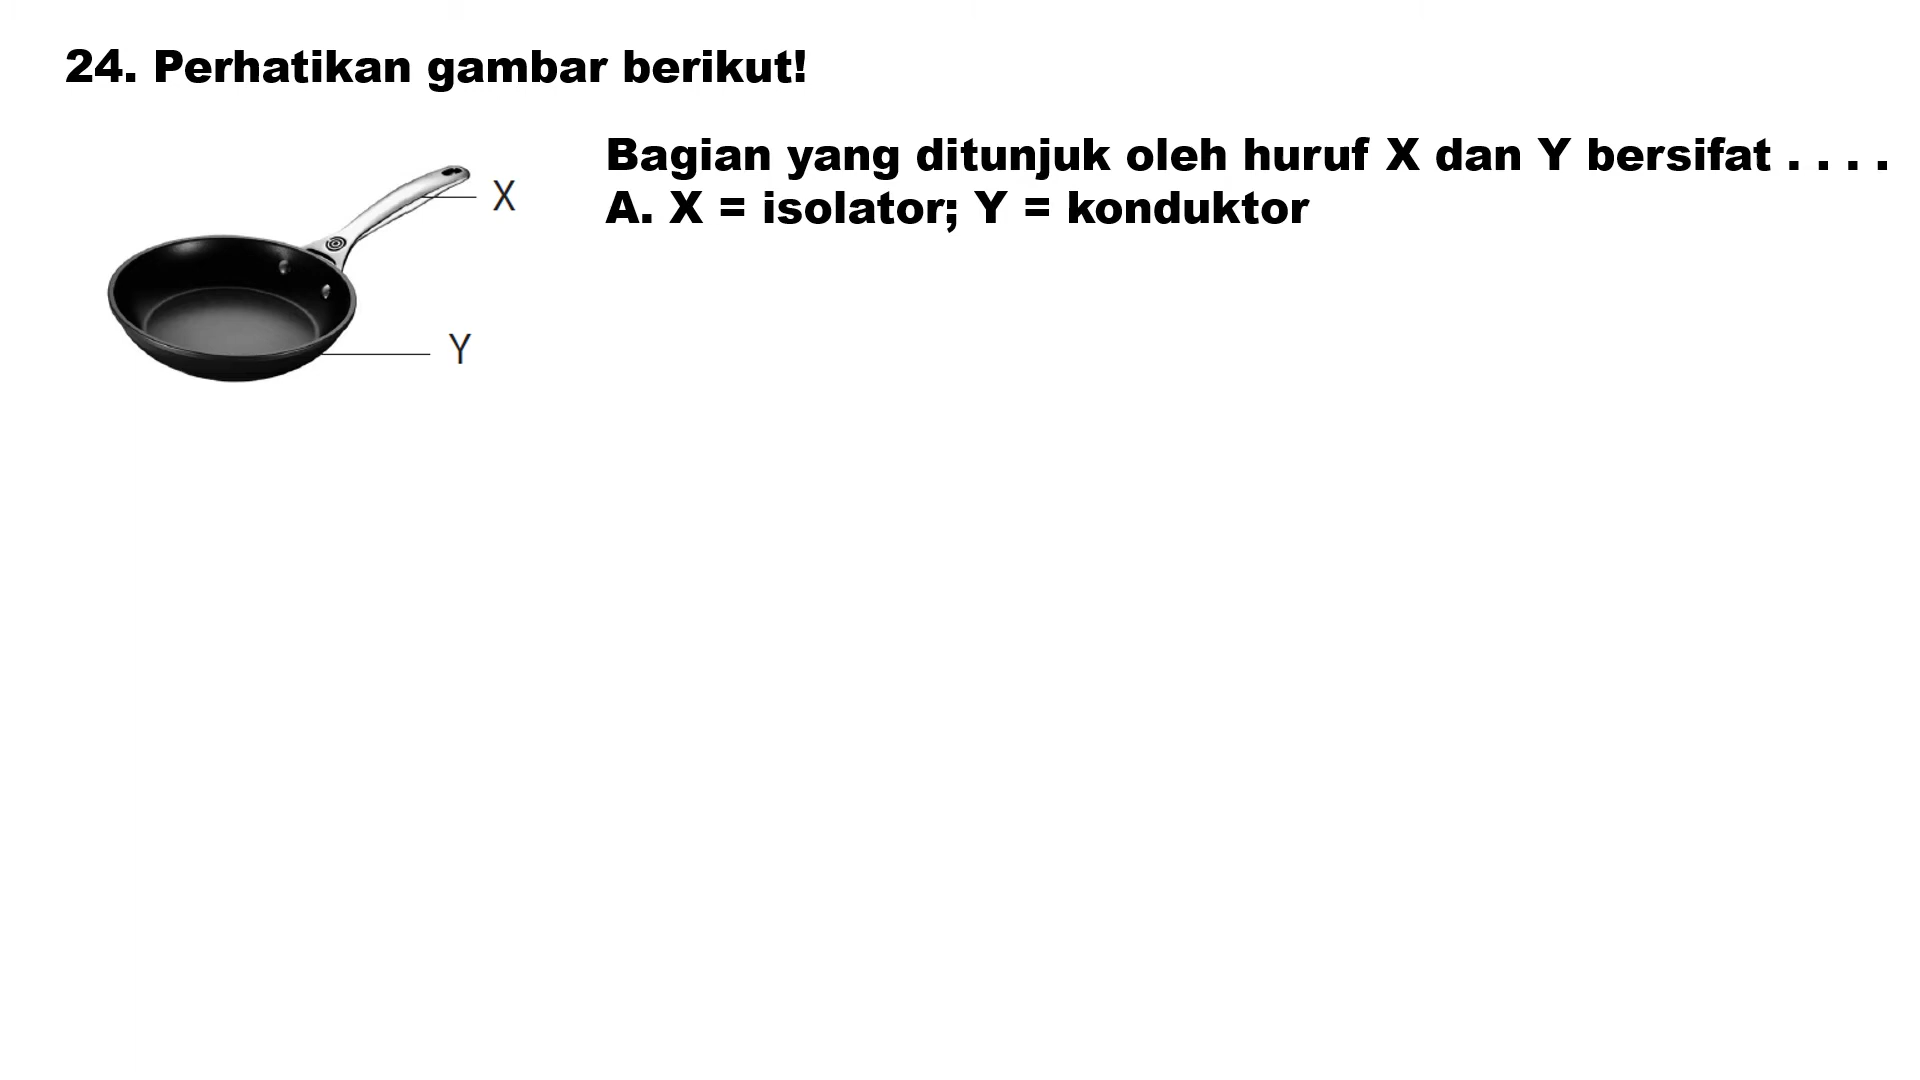 24. Perhatikan gambar berikut!
Bagian yang ditunjuk oleh huruf X dan Y bersifat . . . .
A. X = isolator; Y = konduktor
X
Y